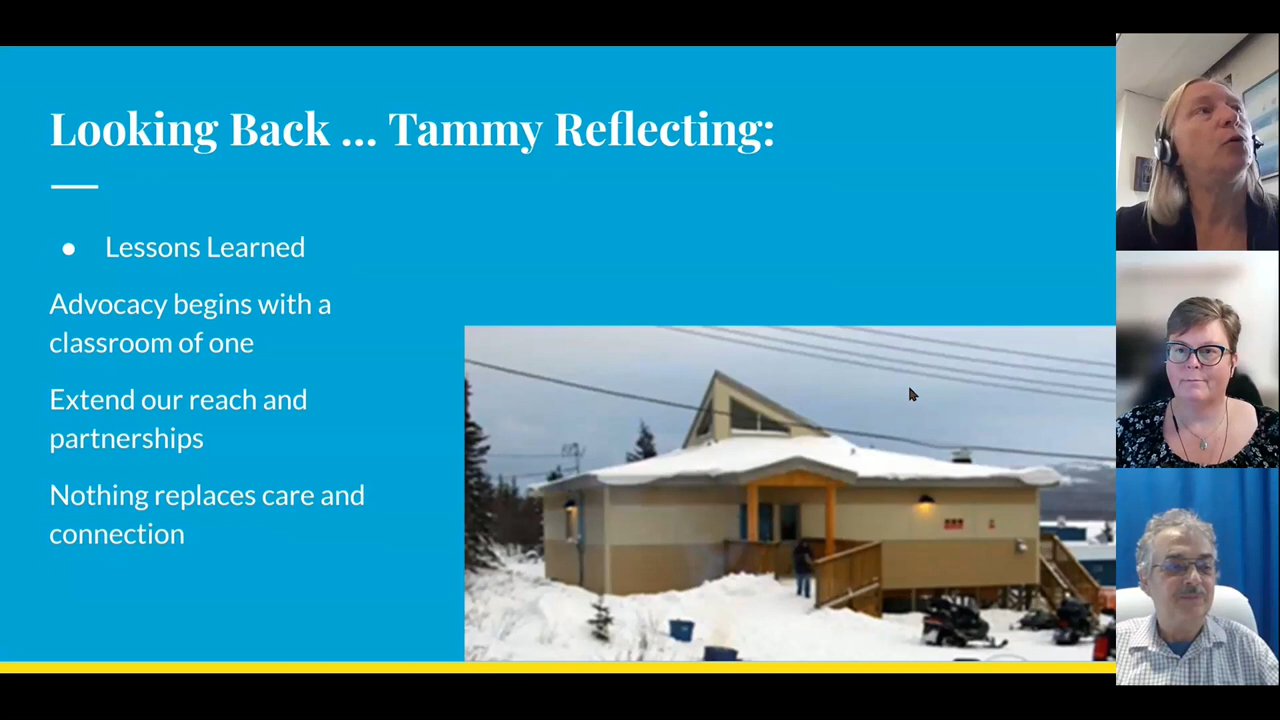 Looking Back ... Tammy Reflecting:
● Lessons Learned
Advocacy begins with a
classroom of one
Extend our reach and
partnerships
Nothing replaces care and
connection